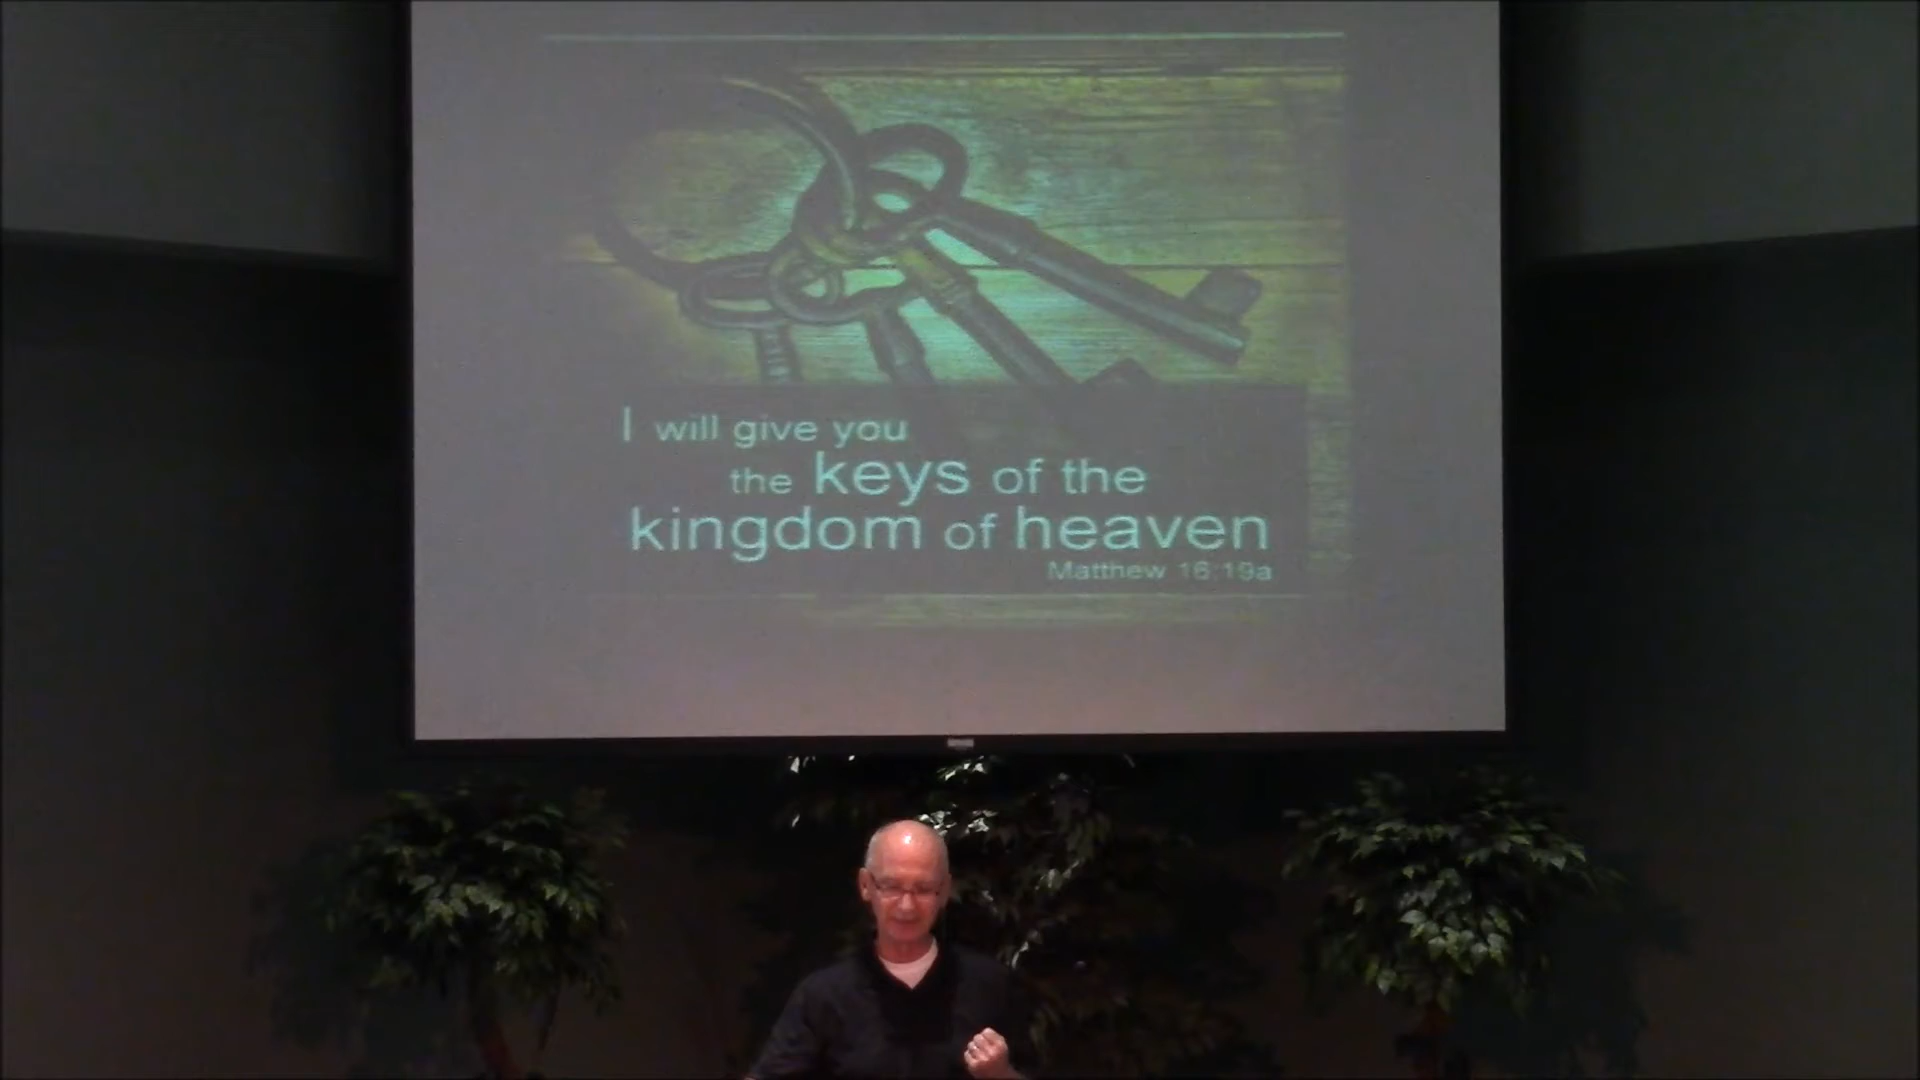 I will give you
the keys of the
kingdom of heaven
Matthew 16:19a